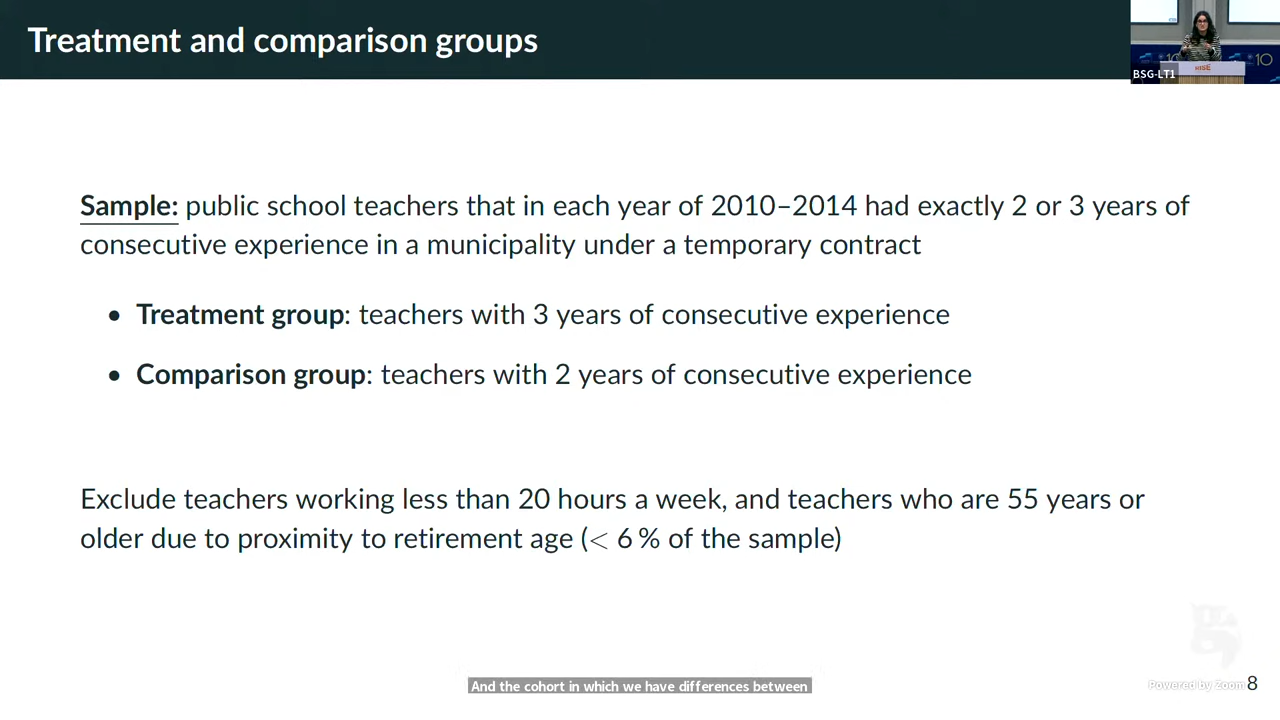 Treatment and comparison groups
BSG-LT1
RISE
10
Sample: public school teachers that in each year of 2010–2014 had exactly 2 or 3 years of
consecutive experience in a municipality under a temporary contract
• Treatment group: teachers with 3 years of consecutive experience
• Comparison group: teachers with 2 years of consecutive experience
Exclude teachers working less than 20 hours a week, and teachers who are 55 years or
older due to proximity to retirement age (< 6 % of the sample)
And the cohort in which we have differences between
Powered by Zoom
8